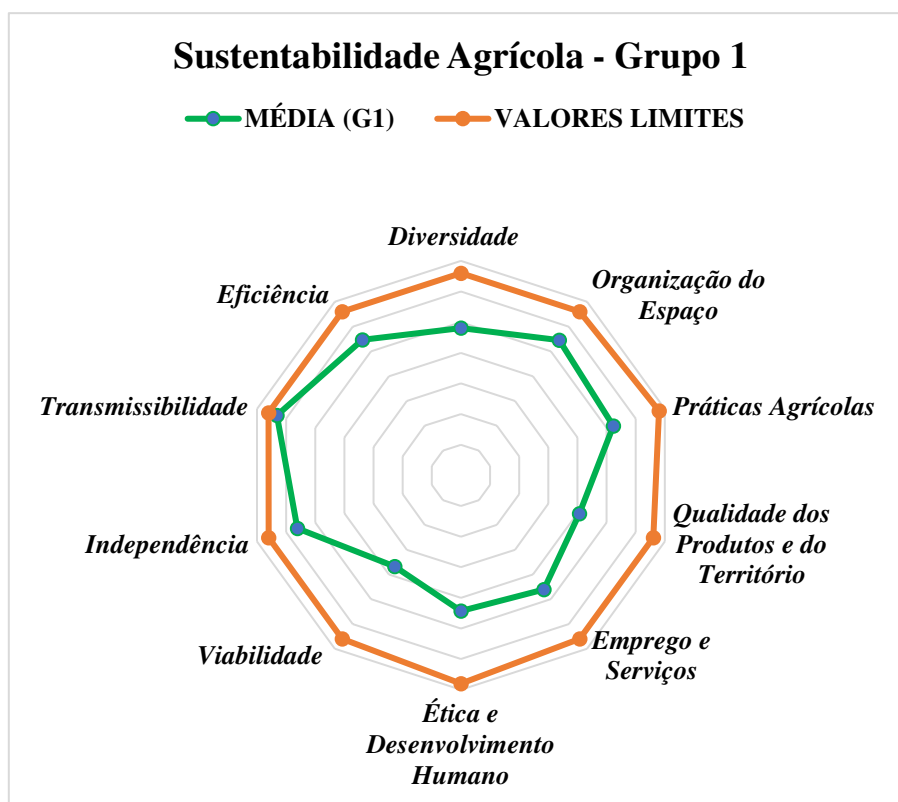 Sustentabilidade Agrícola - Grupo 1
MÉDIA (G1)
VALORES LIMITES
Diversidade
Organização do
Espaço
Práticas Agrícolas
Qualidade dos
Produtos e do
Território
Emprego e
Serviços
Ética e
Desenvolvimento
Humano
Viabilidade
Independência
Transmissibilidade
Eficiência